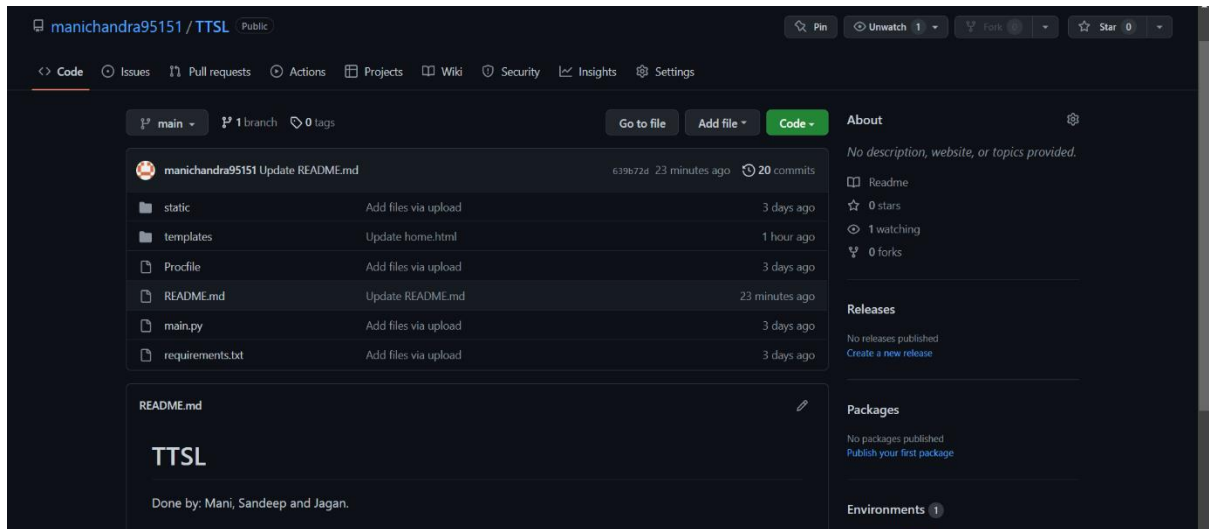 manichandra95151 / TTSL Public
Pin Unwatch 1 Fork 0 Star 0
Code Issues Pull requests Actions Projects Wiki Security Insights Settings
main 1 branch 0 tags Go to file Add file Code
manichandra95151 Update README.md 639b72d 23 minutes ago 20 commits
static Add files via upload 3 days ago
templates Update home.html 1 hour ago
Procfile Add files via upload 3 days ago
README.md Update README.md 23 minutes ago
main.py Add files via upload 3 days ago
requirements.txt Add files via upload 3 days ago
README.md
TTSL
Done by: Mani, Sandeep and Jagan.
About
No description, website, or topics provided.
Readme
0 stars
1 watching
0 forks
Releases
No releases published
Create a new release
Packages
No packages published
Publish your first package
Environments 1